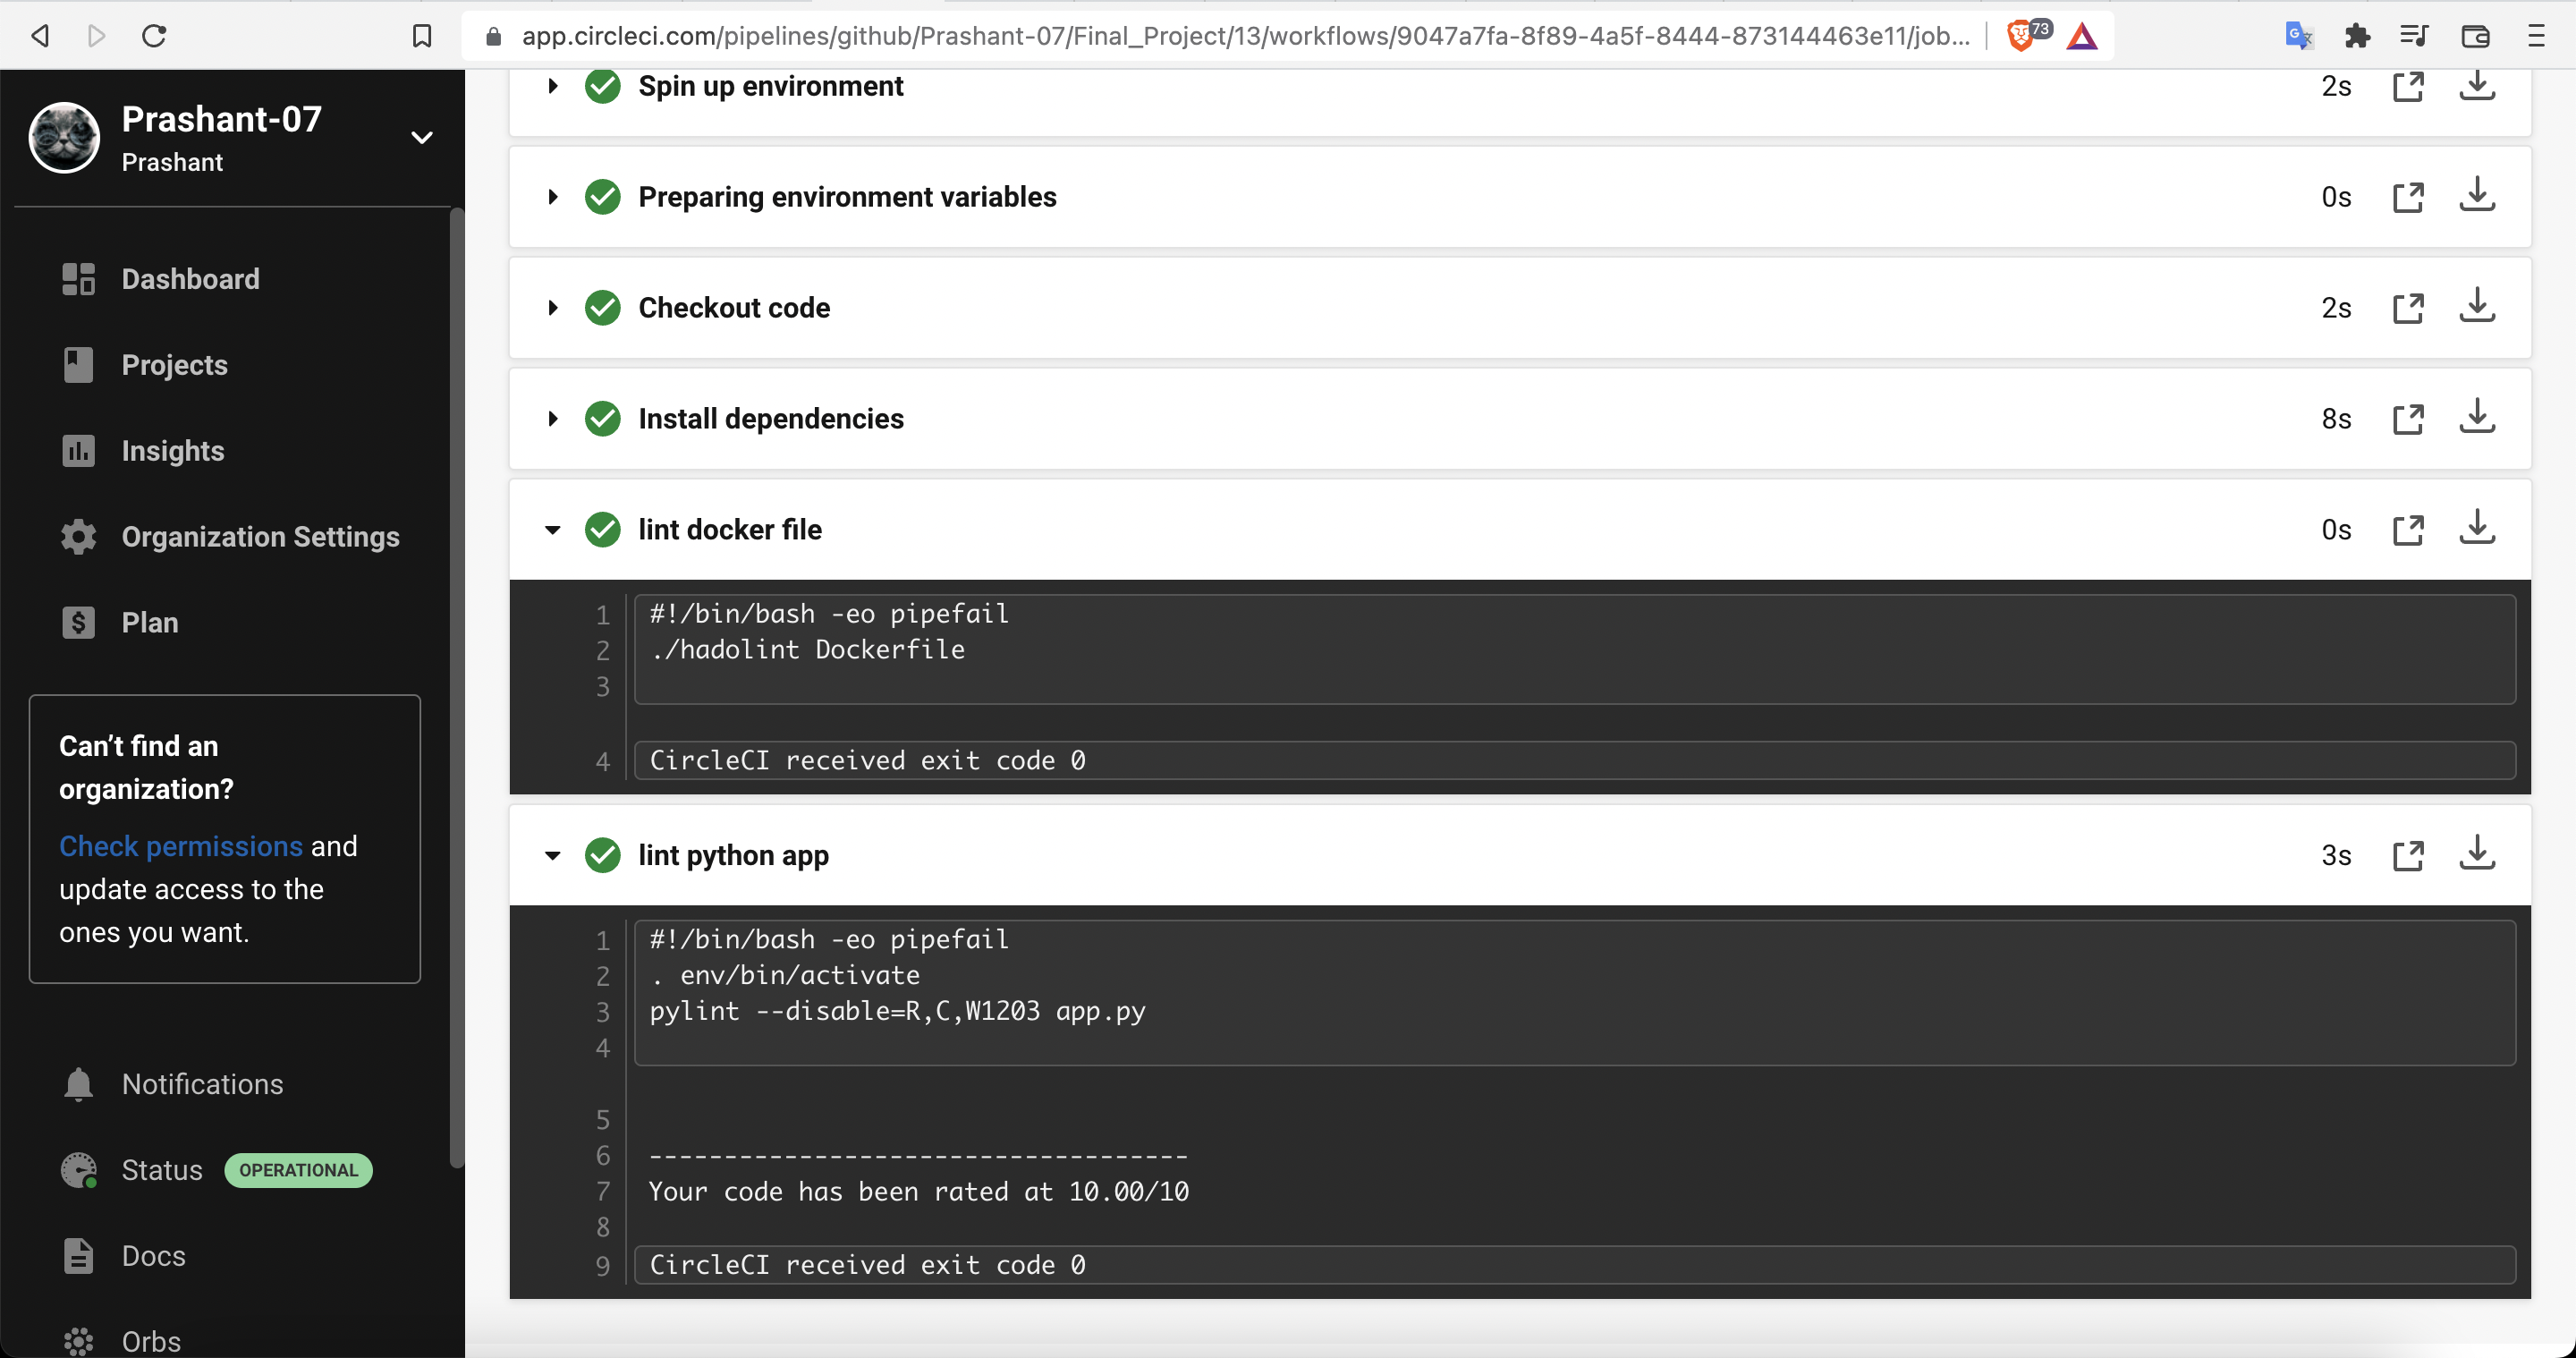 app.circleci.com/pipelines/github/Prashant-07/Final_Project/13/workflows/9047a7fa-8f89-4a5f-8444-873144463e11/job...
73
Prashant-07
Prashant
Dashboard
Projects
Insights
Organization Settings
Plan
Can’t find an
organization?
Check permissions and
update access to the
ones you want.
Notifications
Status OPERATIONAL
Docs
Orbs
Spin up environment 2s
Preparing environment variables 0s
Checkout code 2s
Install dependencies 8s
lint docker file 0s
1 #!/bin/bash -eo pipefail
2 ./hadolint Dockerfile
3
4 CircleCI received exit code 0
lint python app 3s
1 #!/bin/bash -eo pipefail
2 . env/bin/activate
3 pylint --disable=R,C,W1203 app.py
4
5
6 ------------------------------------
7 Your code has been rated at 10.00/10
8
9 CircleCI received exit code 0